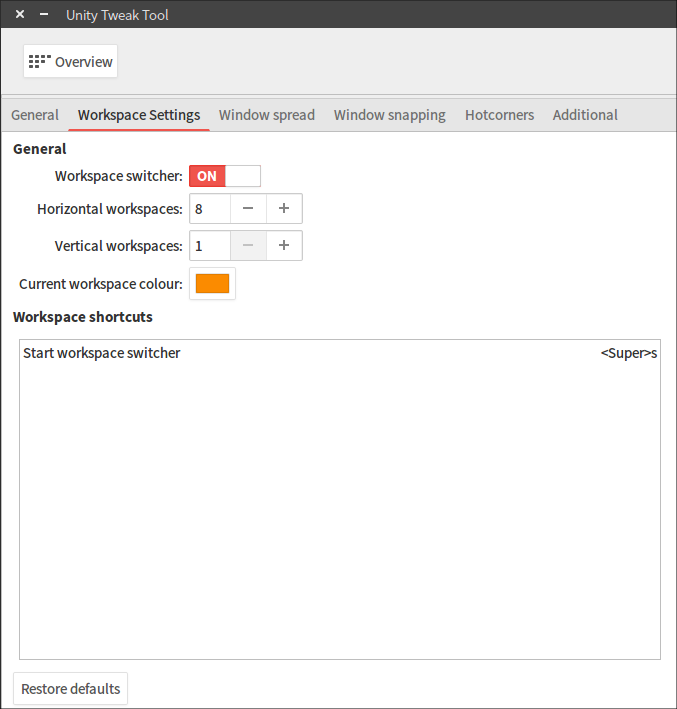 Unity Tweak Tool
Overview
General Workspace Settings Window spread Window snapping Hotcorners Additional
General
Workspace switcher: ON
Horizontal workspaces: 8 − +
Vertical workspaces: 1 − +
Current workspace colour:
Workspace shortcuts
Start workspace switcher <Super>s
Restore defaults